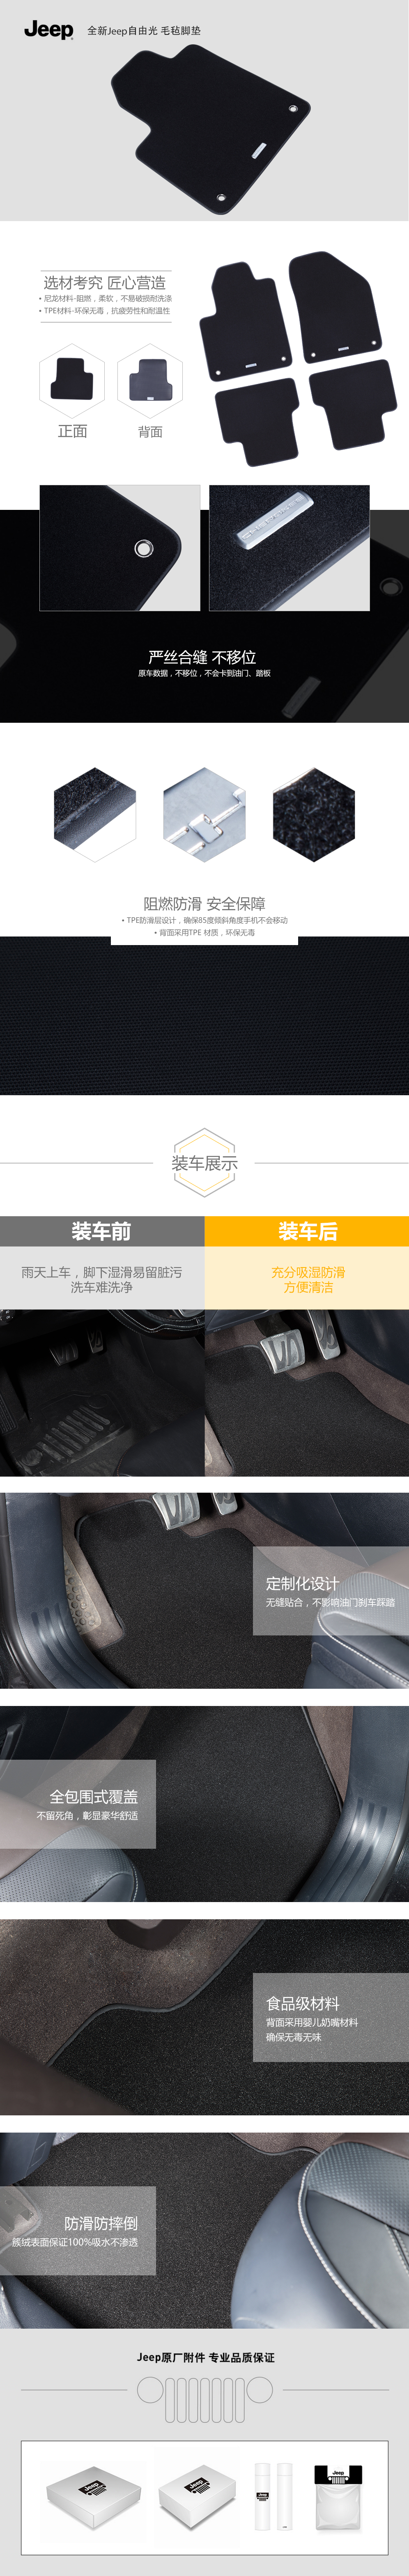 Jeep 全新Jeep自由光 毛毡脚垫
选材考究 匠心营造
• 尼龙材料-阻燃，柔软，不易破损耐洗涤
• TPE材料-环保无毒，抗疲劳性和耐温性
正面 背面
严丝合缝 不移位
原车数据，不移位，不会卡到油门、踏板
阻燃防滑 安全保障
• TPE防滑层设计，确保85度倾斜角度手机不会移动
• 背面采用TPE 材质，环保无毒
装车展示
装车前 装车后
雨天上车，脚下湿滑易留脏污
洗车难洗净
充分吸湿防滑
方便清洁
定制化设计
无缝贴合，不影响油门刹车踩踏
全包围式覆盖
不留死角，彰显豪华舒适
食品级材料
背面采用婴儿奶嘴材料
确保无毒无味
防滑防摔倒
簇绒表面保证100%吸水不渗透
Jeep原厂附件 专业品质保证
Jeep Jeep Jeep Jeep